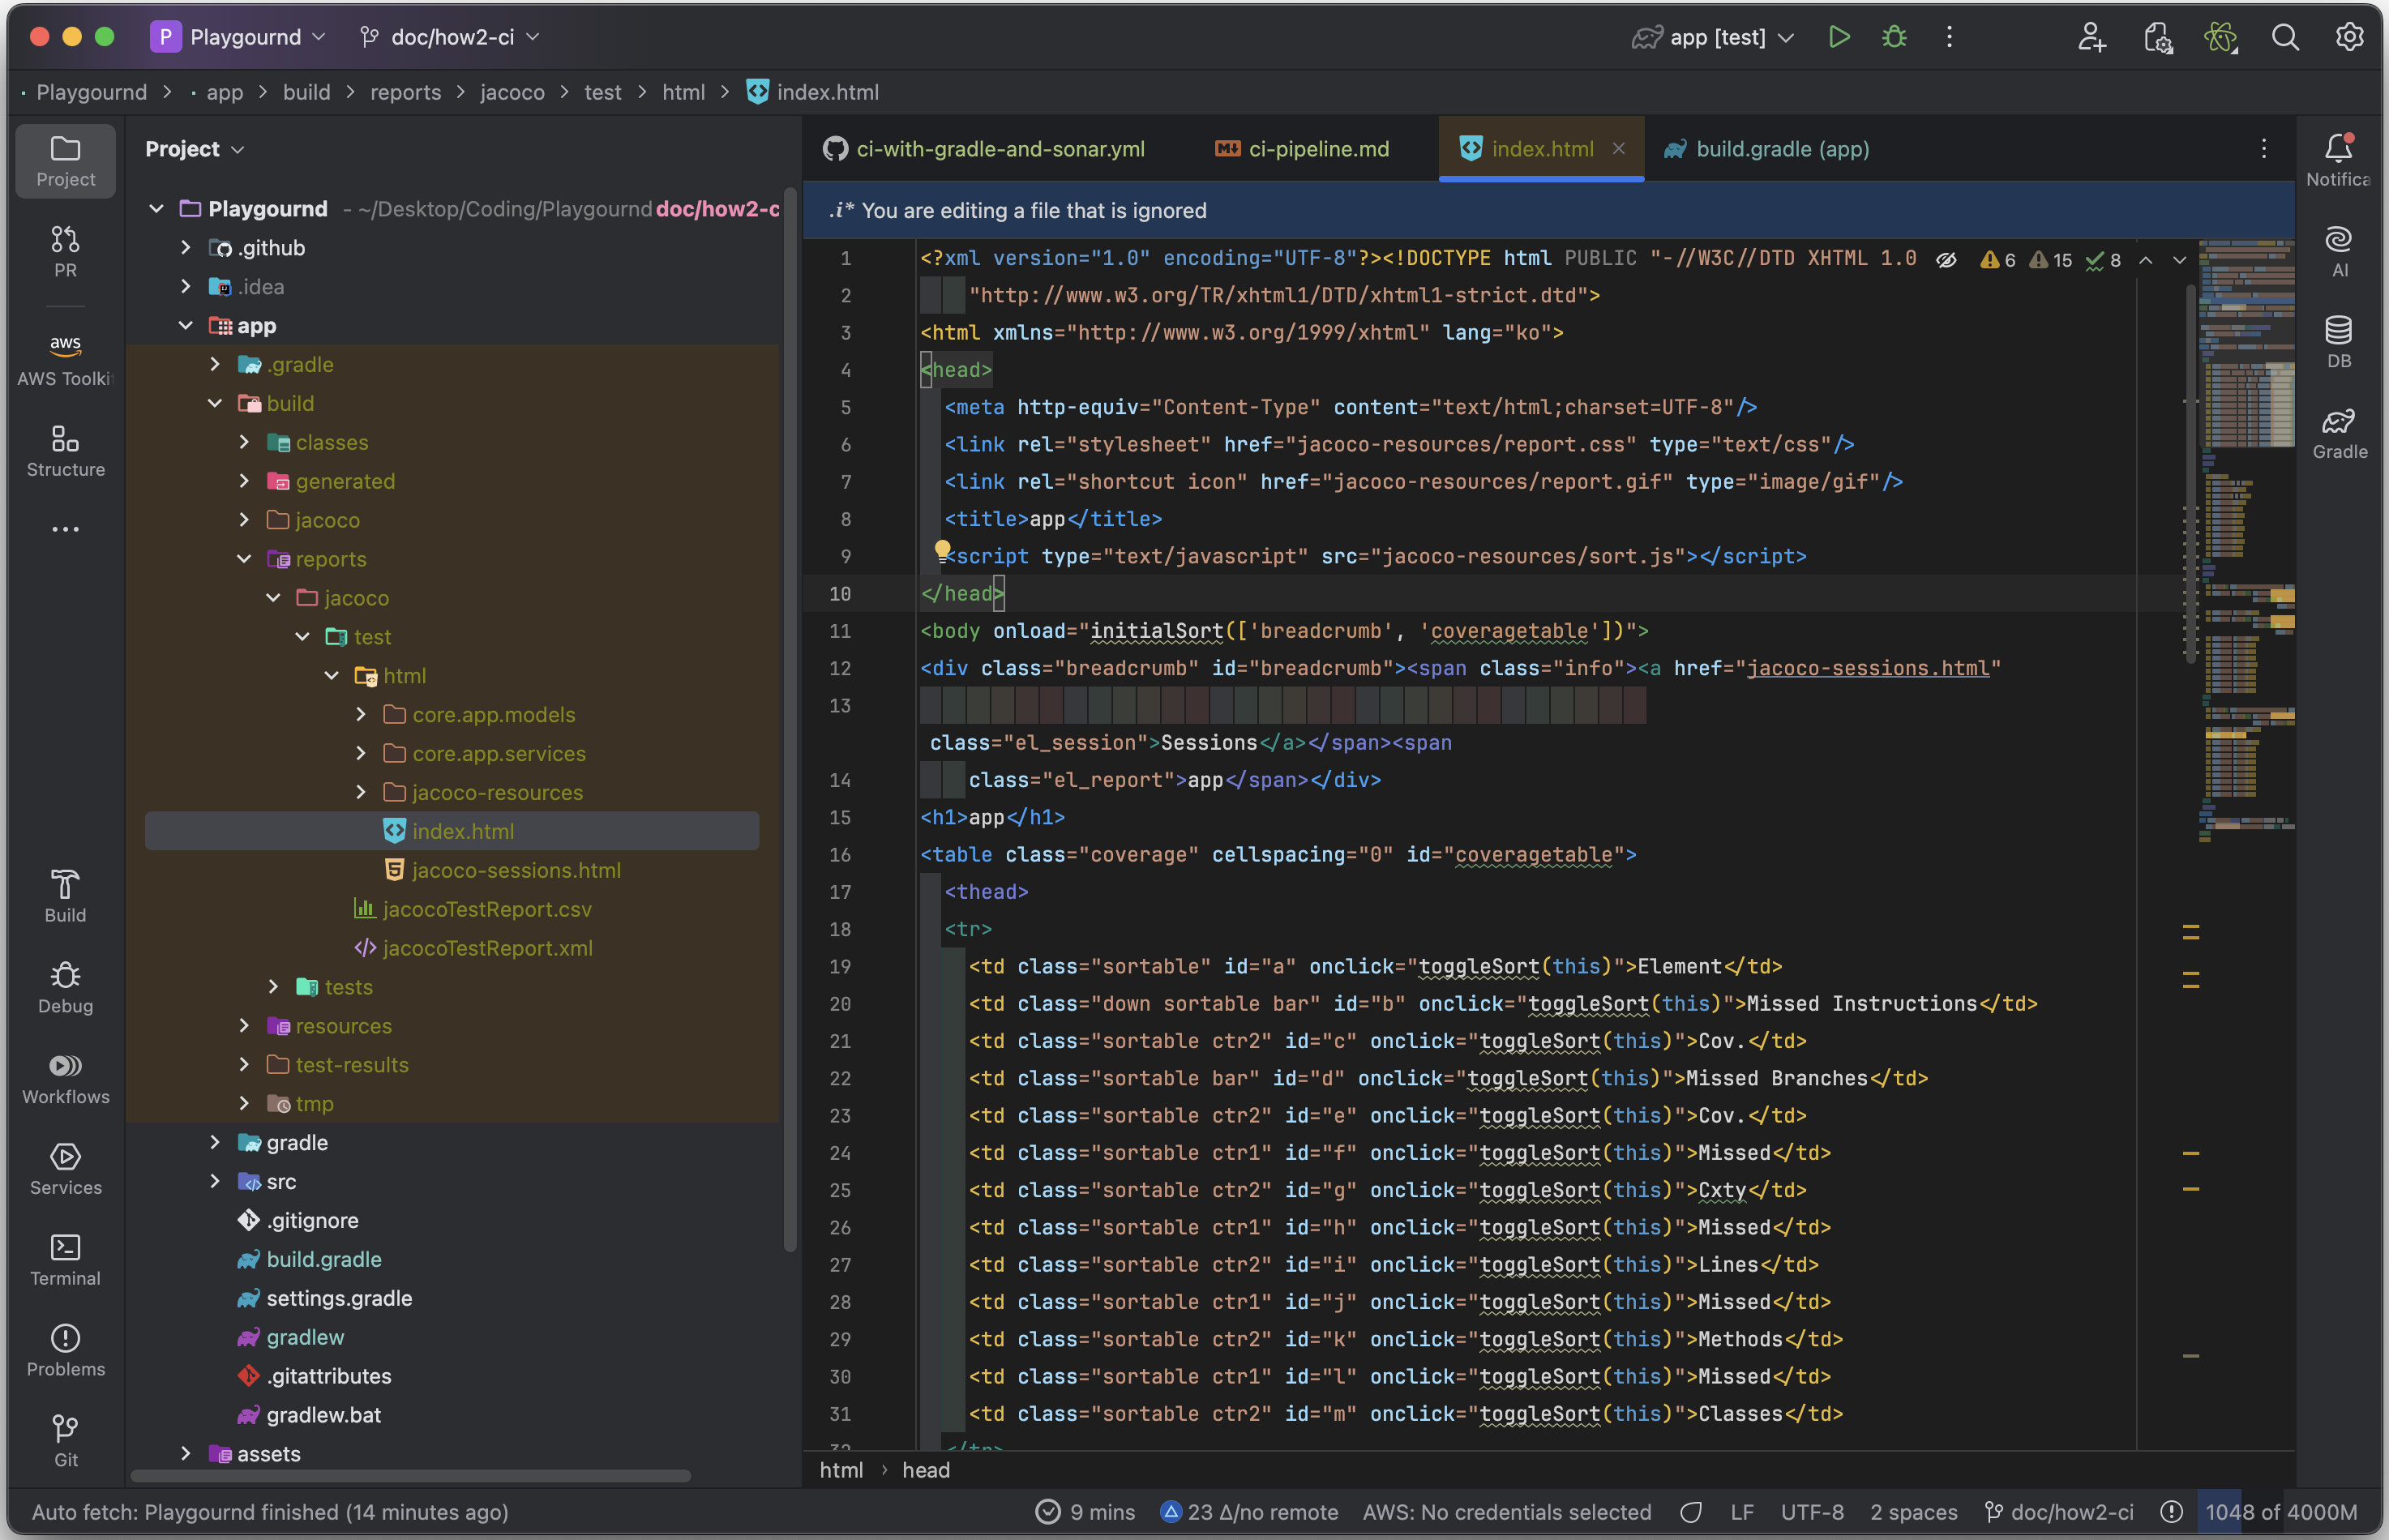 P Playgournd doc/how2-ci app [test]
Playgournd app build reports jacoco test html index.html
Project
PR
aws
AWS Toolki
Structure
Build
Debug
Workflows
Services
Terminal
Problems
Git
Project
Playgournd - ~/Desktop/Coding/Playgournd doc/how2-c
.github
.idea
app
.gradle
build
classes
generated
jacoco
reports
jacoco
test
html
core.app.models
core.app.services
jacoco-resources
index.html
jacoco-sessions.html
jacocoTestReport.csv
jacocoTestReport.xml
tests
resources
test-results
tmp
gradle
src
.gitignore
build.gradle
settings.gradle
gradlew
.gitattributes
gradlew.bat
assets
ci-with-gradle-and-sonar.yml ci-pipeline.md index.html build.gradle (app)
.i* You are editing a file that is ignored
6 15 8
1 <?xml version="1.0" encoding="UTF-8"?><!DOCTYPE html PUBLIC "-//W3C//DTD XHTML 1.0
2 "http://www.w3.org/TR/xhtml1/DTD/xhtml1-strict.dtd">
3 <html xmlns="http://www.w3.org/1999/xhtml" lang="ko">
4 <head>
5 <meta http-equiv="Content-Type" content="text/html;charset=UTF-8"/>
6 <link rel="stylesheet" href="jacoco-resources/report.css" type="text/css"/>
7 <link rel="shortcut icon" href="jacoco-resources/report.gif" type="image/gif"/>
8 <title>app</title>
9 <script type="text/javascript" src="jacoco-resources/sort.js"></script>
10 </head>
11 <body onload="initialSort(['breadcrumb', 'coveragetable'])">
12 <div class="breadcrumb" id="breadcrumb"><span class="info"><a href="jacoco-sessions.html"
13
class="el_session">Sessions</a></span><span
14 class="el_report">app</span></div>
15 <h1>app</h1>
16 <table class="coverage" cellspacing="0" id="coveragetable">
17 <thead>
18 <tr>
19 <td class="sortable" id="a" onclick="toggleSort(this)">Element</td>
20 <td class="down sortable bar" id="b" onclick="toggleSort(this)">Missed Instructions</td>
21 <td class="sortable ctr2" id="c" onclick="toggleSort(this)">Cov.</td>
22 <td class="sortable bar" id="d" onclick="toggleSort(this)">Missed Branches</td>
23 <td class="sortable ctr2" id="e" onclick="toggleSort(this)">Cov.</td>
24 <td class="sortable ctr1" id="f" onclick="toggleSort(this)">Missed</td>
25 <td class="sortable ctr2" id="g" onclick="toggleSort(this)">Cxty</td>
26 <td class="sortable ctr1" id="h" onclick="toggleSort(this)">Missed</td>
27 <td class="sortable ctr2" id="i" onclick="toggleSort(this)">Lines</td>
28 <td class="sortable ctr1" id="j" onclick="toggleSort(this)">Missed</td>
29 <td class="sortable ctr2" id="k" onclick="toggleSort(this)">Methods</td>
30 <td class="sortable ctr1" id="l" onclick="toggleSort(this)">Missed</td>
31 <td class="sortable ctr2" id="m" onclick="toggleSort(this)">Classes</td>
32 </tr>
html head
Notifica
AI
DB
Gradle
Auto fetch: Playgournd finished (14 minutes ago) 9 mins 23 Δ/no remote AWS: No credentials selected LF UTF-8 2 spaces doc/how2-ci 1048 of 4000M